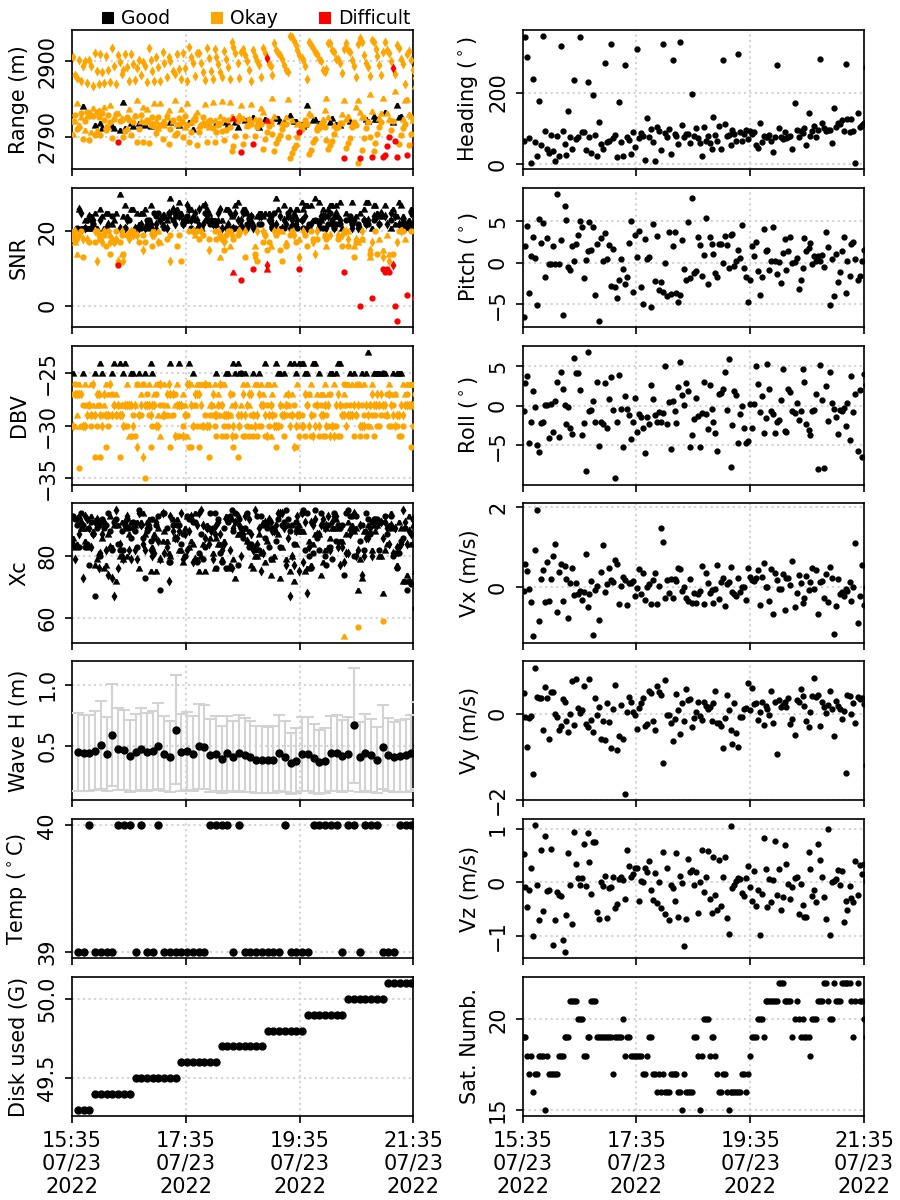 Good Okay Difficult
Range (m)
2900
2790
Heading (°)
200
0
SNR
20
0
Pitch (°)
5
0
−5
DBV
−25
−30
−35
Roll (°)
5
0
−5
Xc
80
60
Vx (m/s)
2
0
Wave H (m)
1.0
0.5
Vy (m/s)
0
−2
Temp (°C)
40
39
Vz (m/s)
1
0
−1
Disk used (G)
50.0
49.5
Sat. Numb.
20
15
15:35 17:35 19:35 21:35
07/23 07/23 07/23 07/23
2022 2022 2022 2022
15:35 17:35 19:35 21:35
07/23 07/23 07/23 07/23
2022 2022 2022 2022